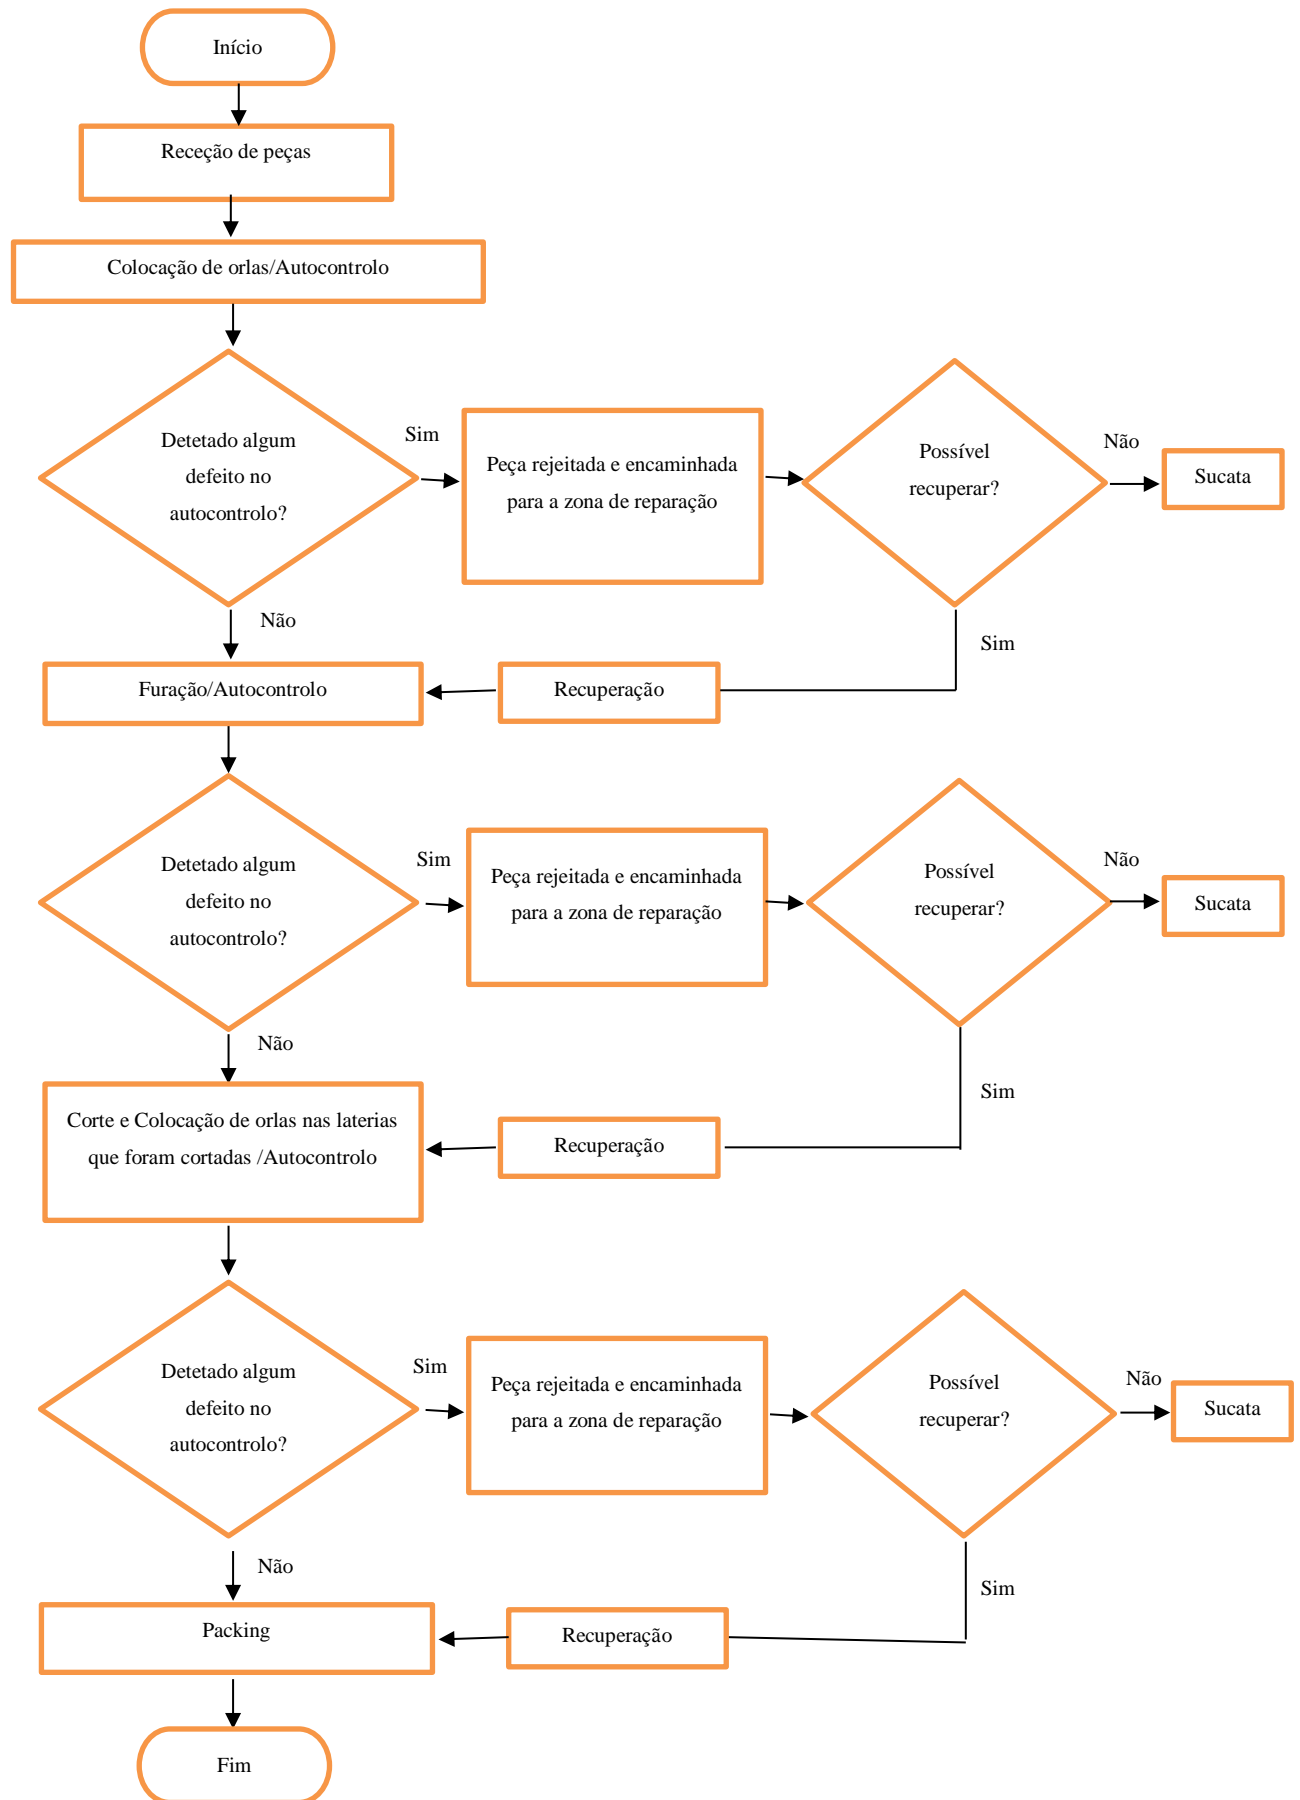 Início
Receção de peças
Colocação de orlas/Autocontrolo
Detetado algum
defeito no
autocontrolo?
Sim
Peça rejeitada e encaminhada
para a zona de reparação
Possível
recuperar?
Não
Sucata
Não
Sim
Furação/Autocontrolo
Recuperação
Detetado algum
defeito no
autocontrolo?
Sim
Peça rejeitada e encaminhada
para a zona de reparação
Possível
recuperar?
Não
Sucata
Não
Sim
Corte e Colocação de orlas nas laterias
que foram cortadas /Autocontrolo
Recuperação
Detetado algum
defeito no
autocontrolo?
Sim
Peça rejeitada e encaminhada
para a zona de reparação
Possível
recuperar?
Não
Sucata
Não
Sim
Packing
Recuperação
Fim